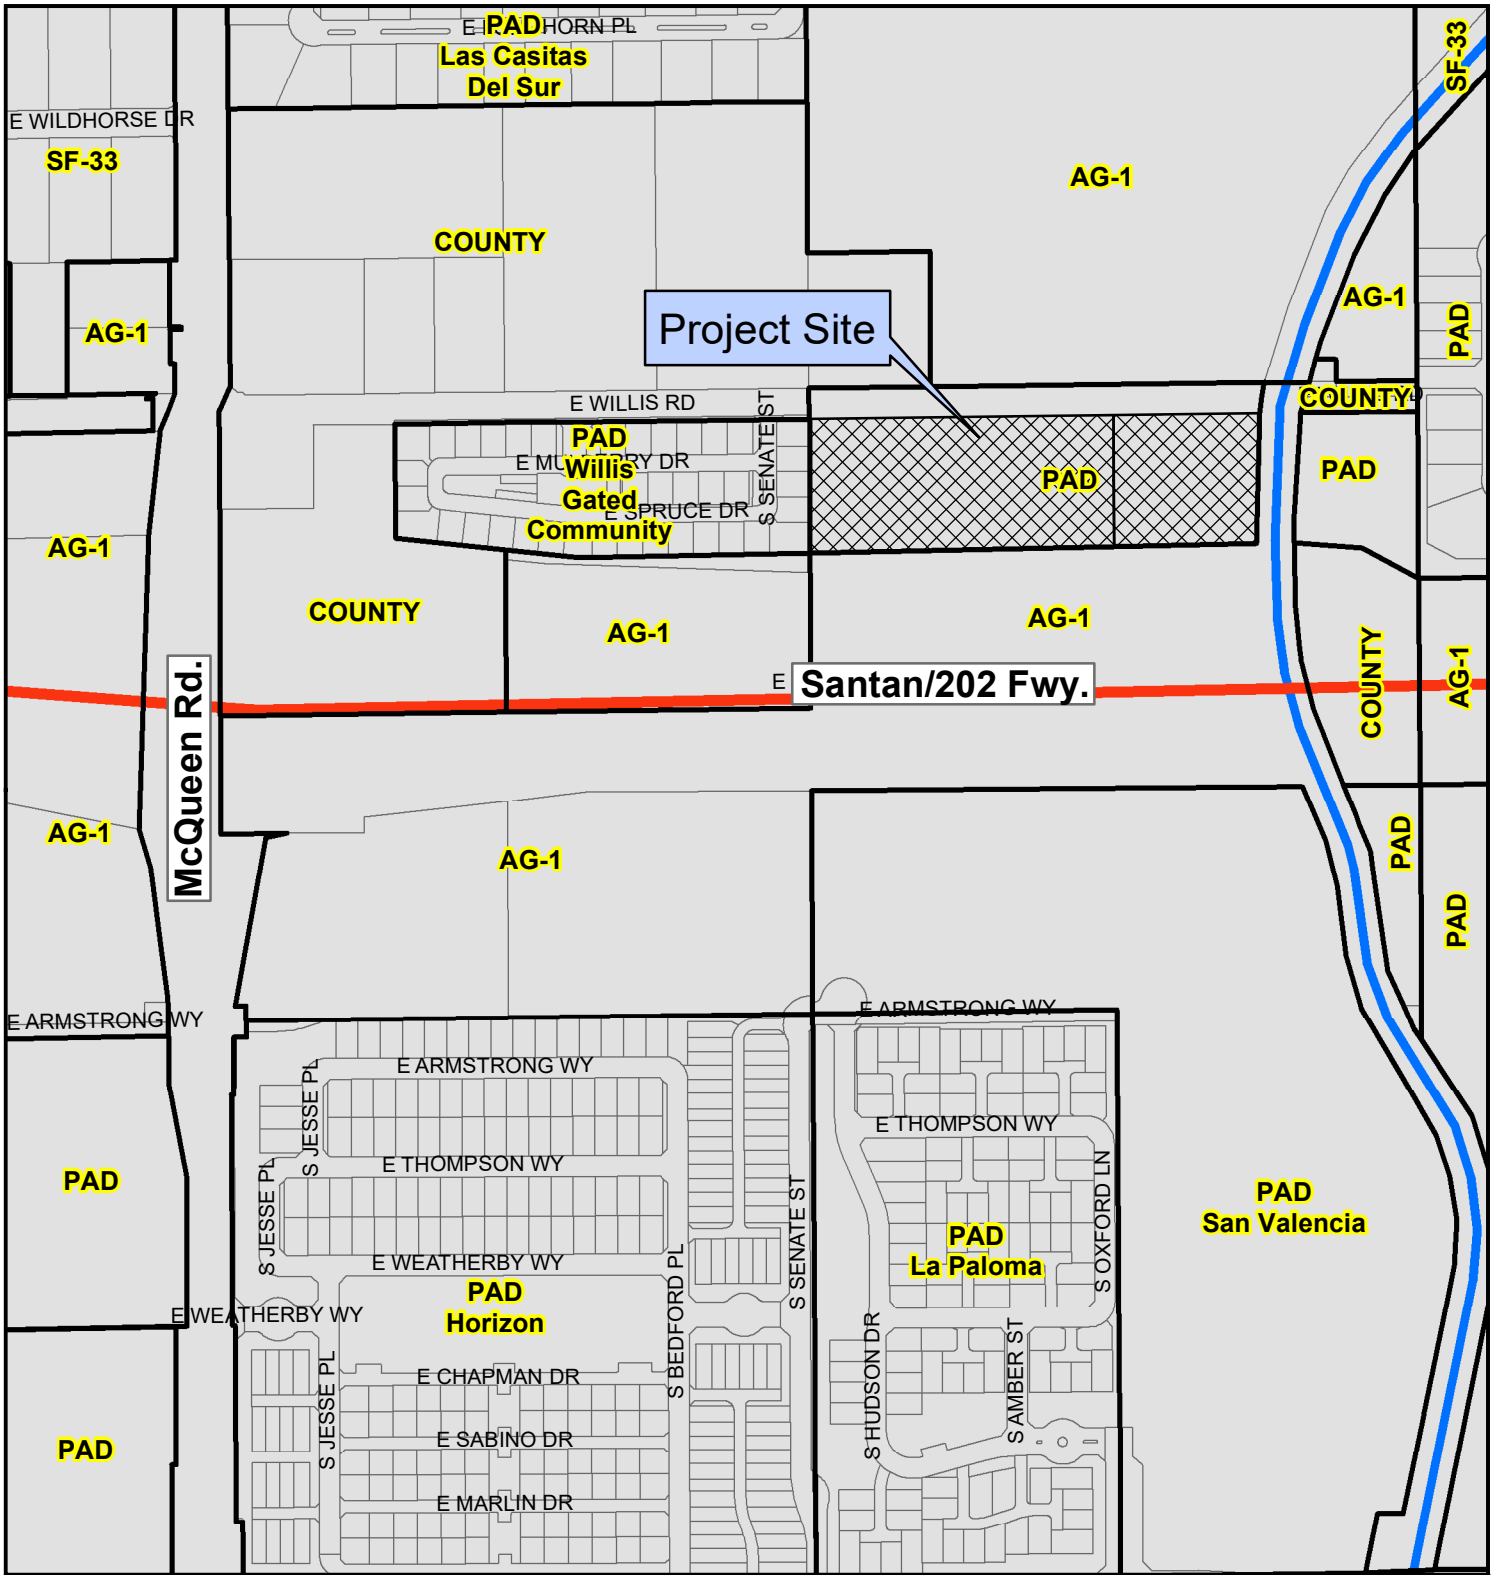 PAD
E HORN PL
Las Casitas
Del Sur
SF-33
E WILDHORSE DR
SF-33
AG-1
COUNTY
AG-1
AG-1
PAD
Project Site
COUNTY
E WILLIS RD
S SENATE ST
PAD
E MULBERRY DR
Willis
Gated
E SPRUCE DR
Community
PAD
PAD
AG-1
COUNTY
AG-1
AG-1
COUNTY
AG-1
E
Santan/202 Fwy.
McQueen Rd.
AG-1
AG-1
PAD
PAD
E ARMSTRONG WY
E ARMSTRONG WY
E ARMSTRONG WY
S JESSE PL
E THOMPSON WY
E THOMPSON WY
S JESSE PL
PAD
S SENATE ST
S OXFORD LN
PAD
San Valencia
PAD
La Paloma
E WEATHERBY WY
S BEDFORD PL
PAD
Horizon
E WEATHERBY WY
S HUDSON DR
S AMBER ST
E CHAPMAN DR
S JESSE PL
E SABINO DR
PAD
E MARLIN DR